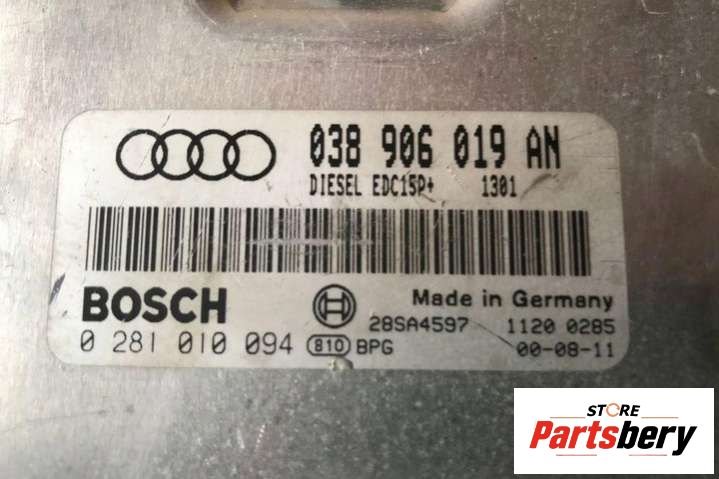 038 906 019 AN
DIESEL EDC15P+ 1301
BOSCH
Made in Germany
28SA4597 1120 0285
0 281 010 094 810 BPG 00-08-11
STORE
Partsbery